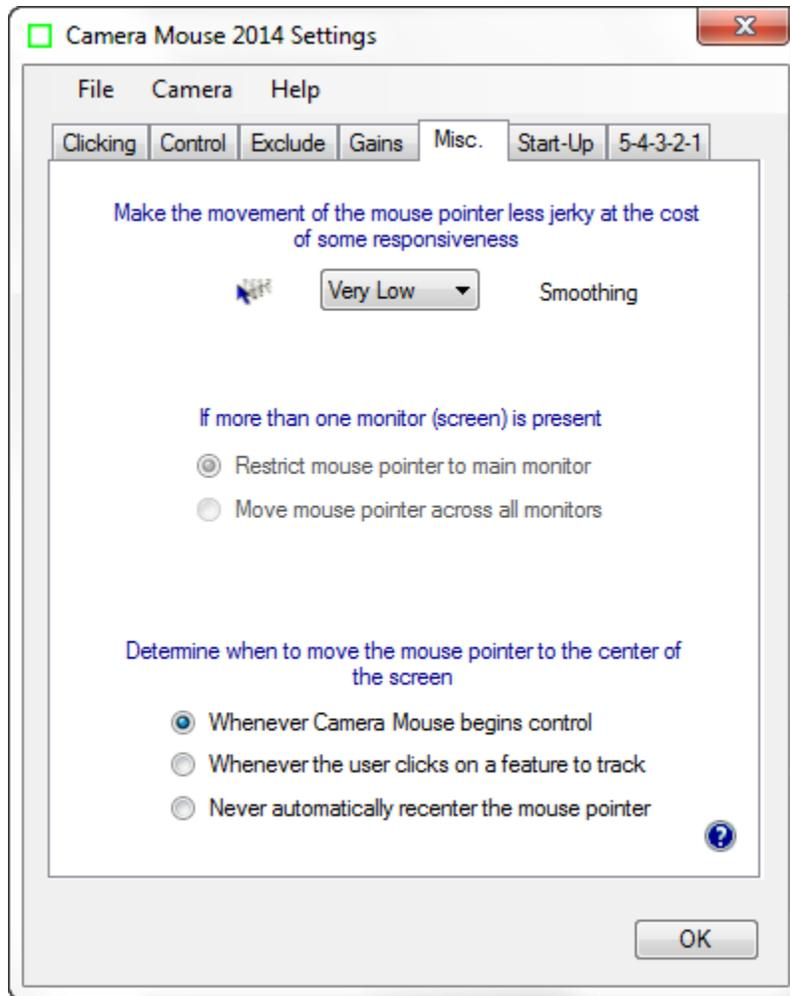 Camera Mouse 2014 Settings
X
File Camera Help
Clicking Control Exclude Gains Misc. Start-Up 5-4-3-2-1
Make the movement of the mouse pointer less jerky at the cost
of some responsiveness
Very Low Smoothing
If more than one monitor (screen) is present
Restrict mouse pointer to main monitor
Move mouse pointer across all monitors
Determine when to move the mouse pointer to the center of
the screen
Whenever Camera Mouse begins control
Whenever the user clicks on a feature to track
Never automatically recenter the mouse pointer
?
OK